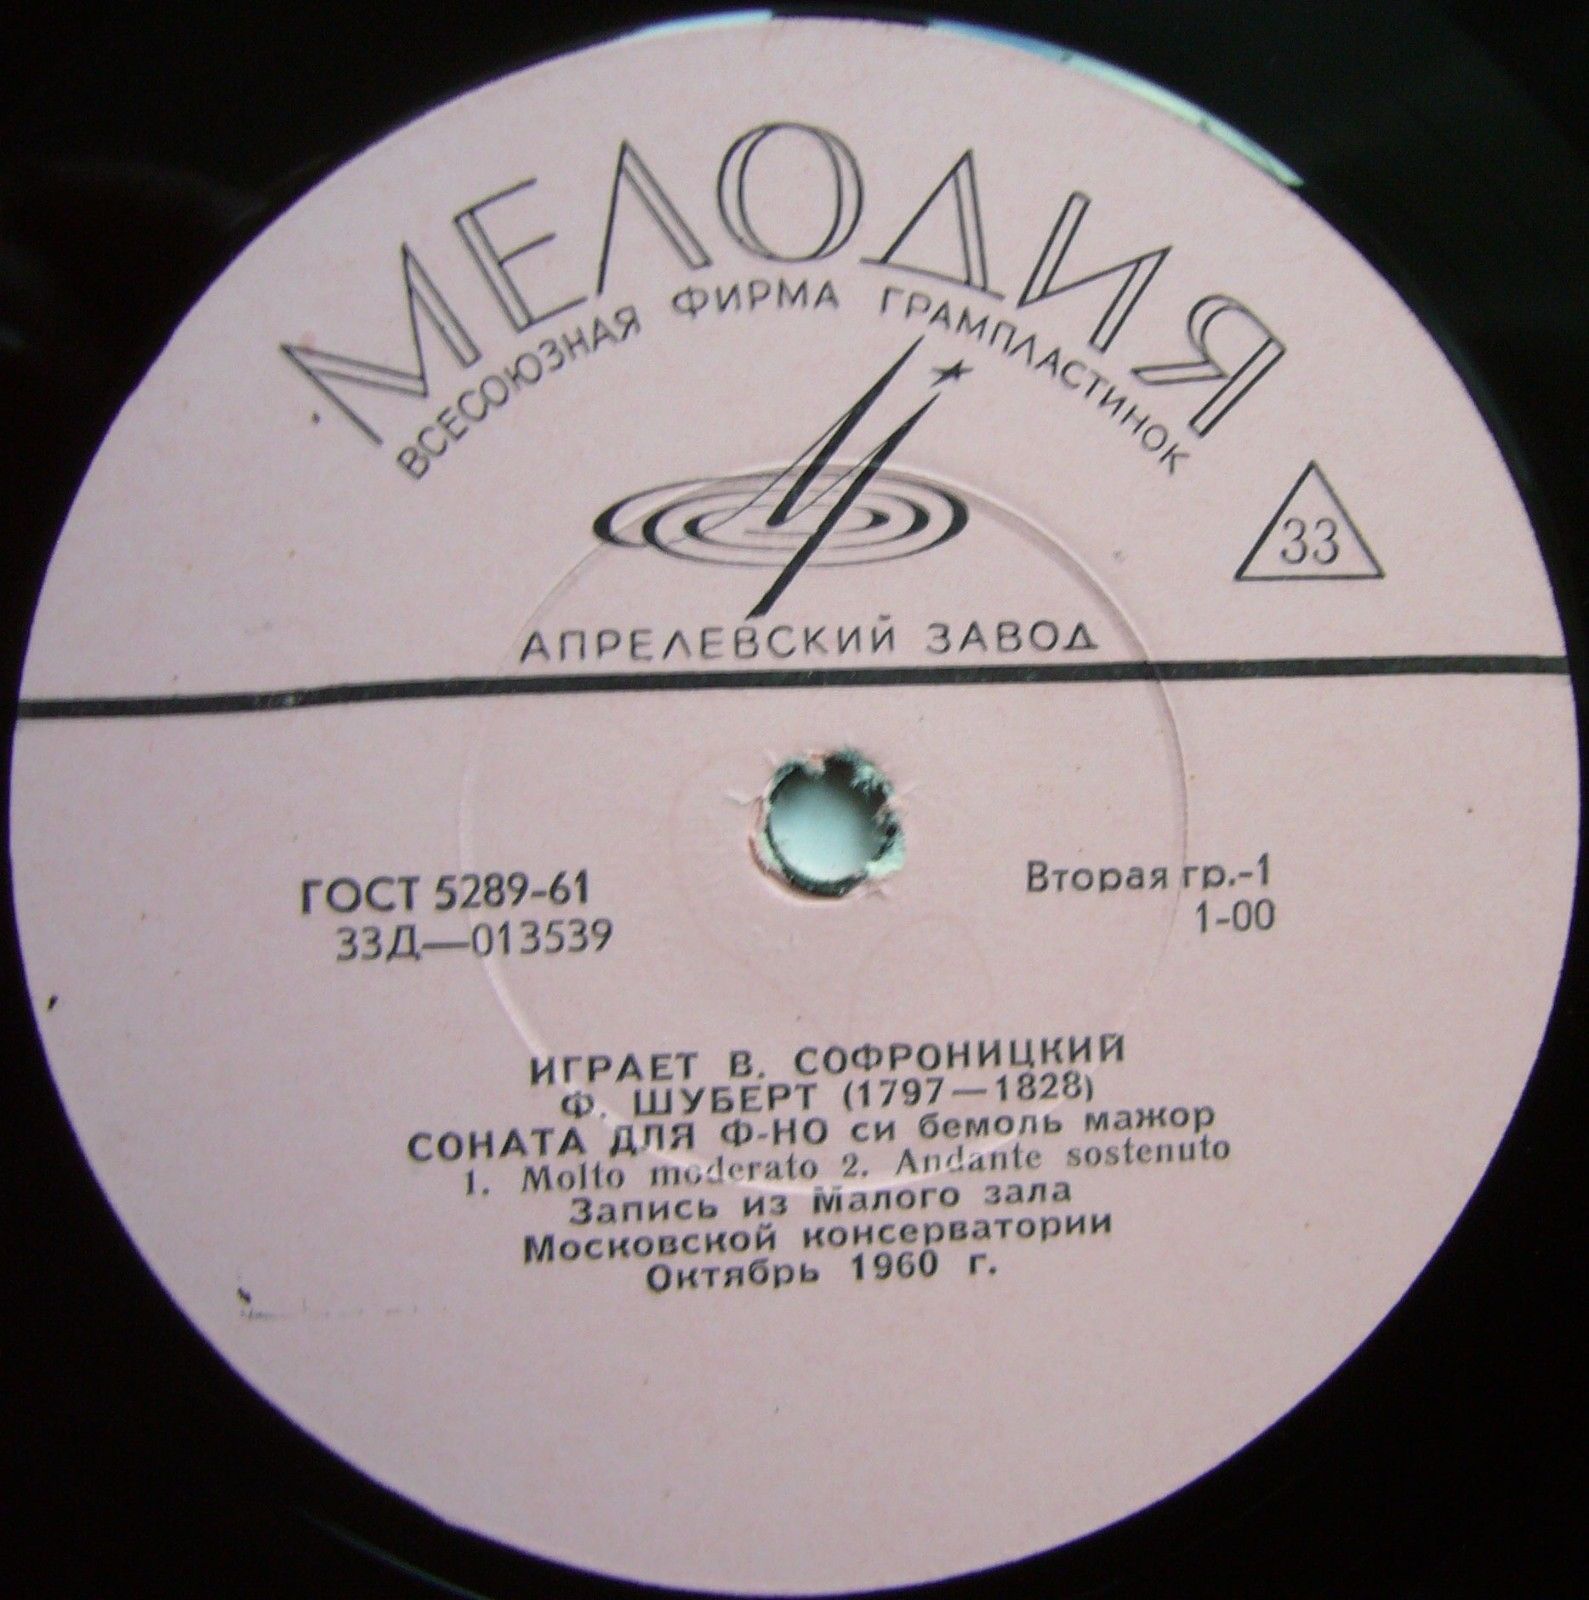 МЕЛОДИЯ
ВСЕСОЮЗНАЯ ФИРМА ГРАМПЛАСТИНОК
33
АПРЕЛЕВСКИЙ ЗАВОД
ГОСТ 5289-61
33Д—013539
Вторая гр.-1
1-00
ИГРАЕТ В. СОФРОНИЦКИЙ
Ф. ШУБЕРТ (1797—1828)
СОНАТА ДЛЯ Ф-НО си бемоль мажор
1. Molto moderato 2. Andante sostenuto
Запись из Малого зала
Московской консерватории
Октябрь 1960 г.